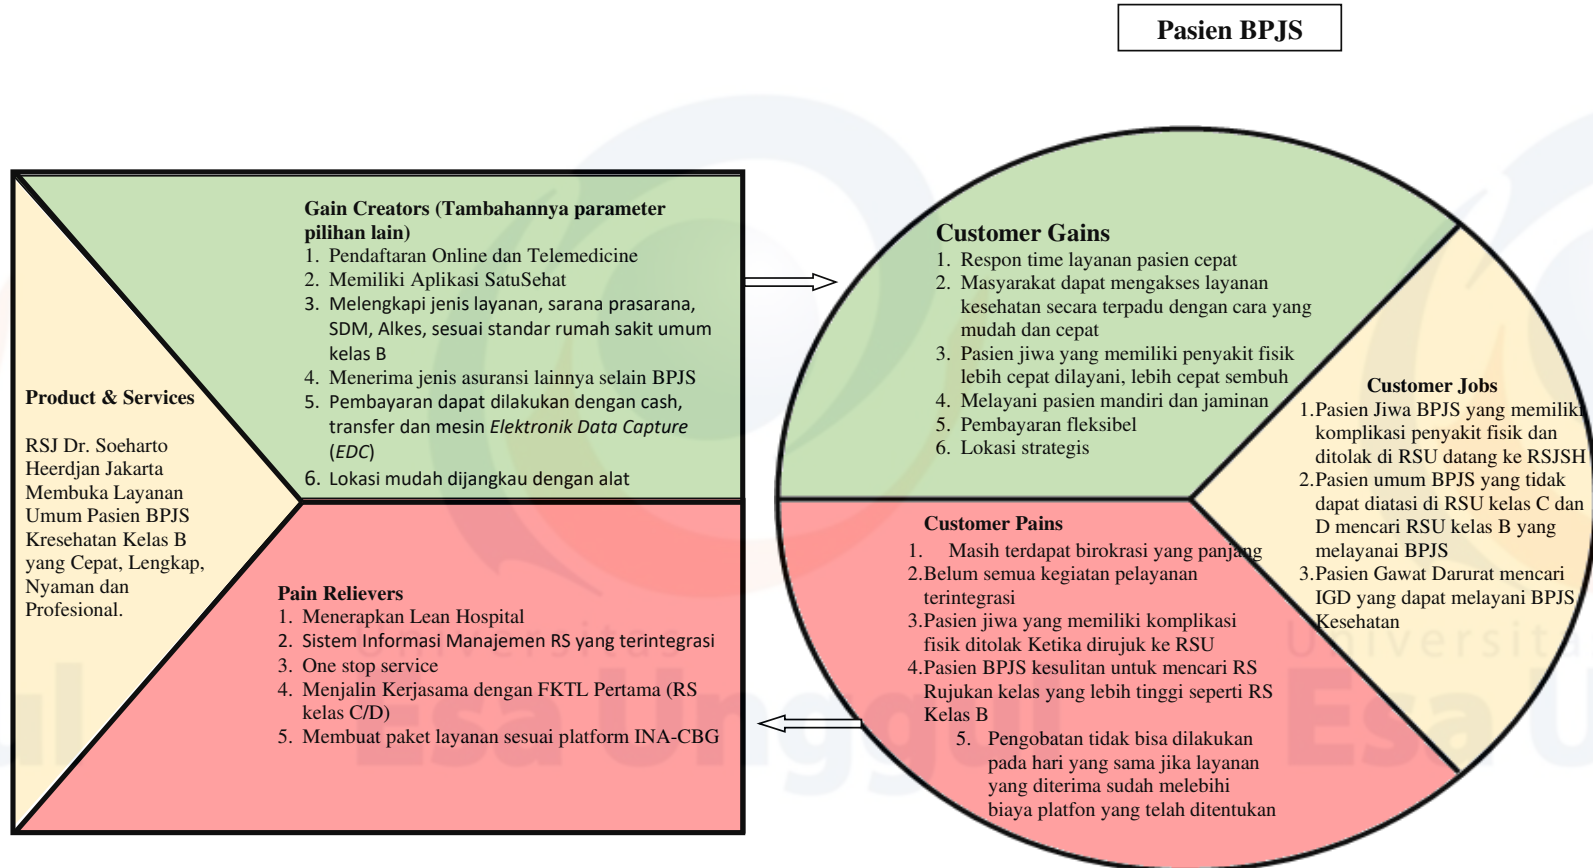 Pasien BPJS
Gain Creators (Tambahannya parameter
pilihan lain)
1. Pendaftaran Online dan Telemedicine
2. Memiliki Aplikasi SatuSehat
3. Melengkapi jenis layanan, sarana prasarana,
SDM, Alkes, sesuai standar rumah sakit umum
kelas B
4. Menerima jenis asuransi lainnya selain BPJS
5. Pembayaran dapat dilakukan dengan cash,
transfer dan mesin Elektronik Data Capture
(EDC)
6. Lokasi mudah dijangkau dengan alat
Product & Services
RSJ Dr. Soeharto
Heerdjan Jakarta
Membuka Layanan
Umum Pasien BPJS
Kresehatan Kelas B
yang Cepat, Lengkap,
Nyaman dan
Profesional.
Pain Relievers
1. Menerapkan Lean Hospital
2. Sistem Informasi Manajemen RS yang terintegrasi
3. One stop service
4. Menjalin Kerjasama dengan FKTL Pertama (RS
kelas C/D)
5. Membuat paket layanan sesuai platform INA-CBG
Customer Gains
1. Respon time layanan pasien cepat
2. Masyarakat dapat mengakses layanan
kesehatan secara terpadu dengan cara yang
mudah dan cepat
3. Pasien jiwa yang memiliki penyakit fisik
lebih cepat dilayani, lebih cepat sembuh
4. Melayani pasien mandiri dan jaminan
5. Pembayaran fleksibel
6. Lokasi strategis
Customer Jobs
1.Pasien Jiwa BPJS yang memiliki
komplikasi penyakit fisik dan
ditolak di RSU datang ke RSJSH
2.Pasien umum BPJS yang tidak
dapat diatasi di RSU kelas C dan
D mencari RSU kelas B yang
melayanai BPJS
3.Pasien Gawat Darurat mencari
IGD yang dapat melayani BPJS
Kesehatan
Customer Pains
1. Masih terdapat birokrasi yang panjang
2.Belum semua kegiatan pelayanan
terintegrasi
3.Pasien jiwa yang memiliki komplikasi
fisik ditolak Ketika dirujuk ke RSU
4.Pasien BPJS kesulitan untuk mencari RS
Rujukan kelas yang lebih tinggi seperti RS
Kelas B
5. Pengobatan tidak bisa dilakukan
pada hari yang sama jika layanan
yang diterima sudah melebihi
biaya platfon yang telah ditentukan
Universitas
Esa Unggul
Universita
Esa U
ul